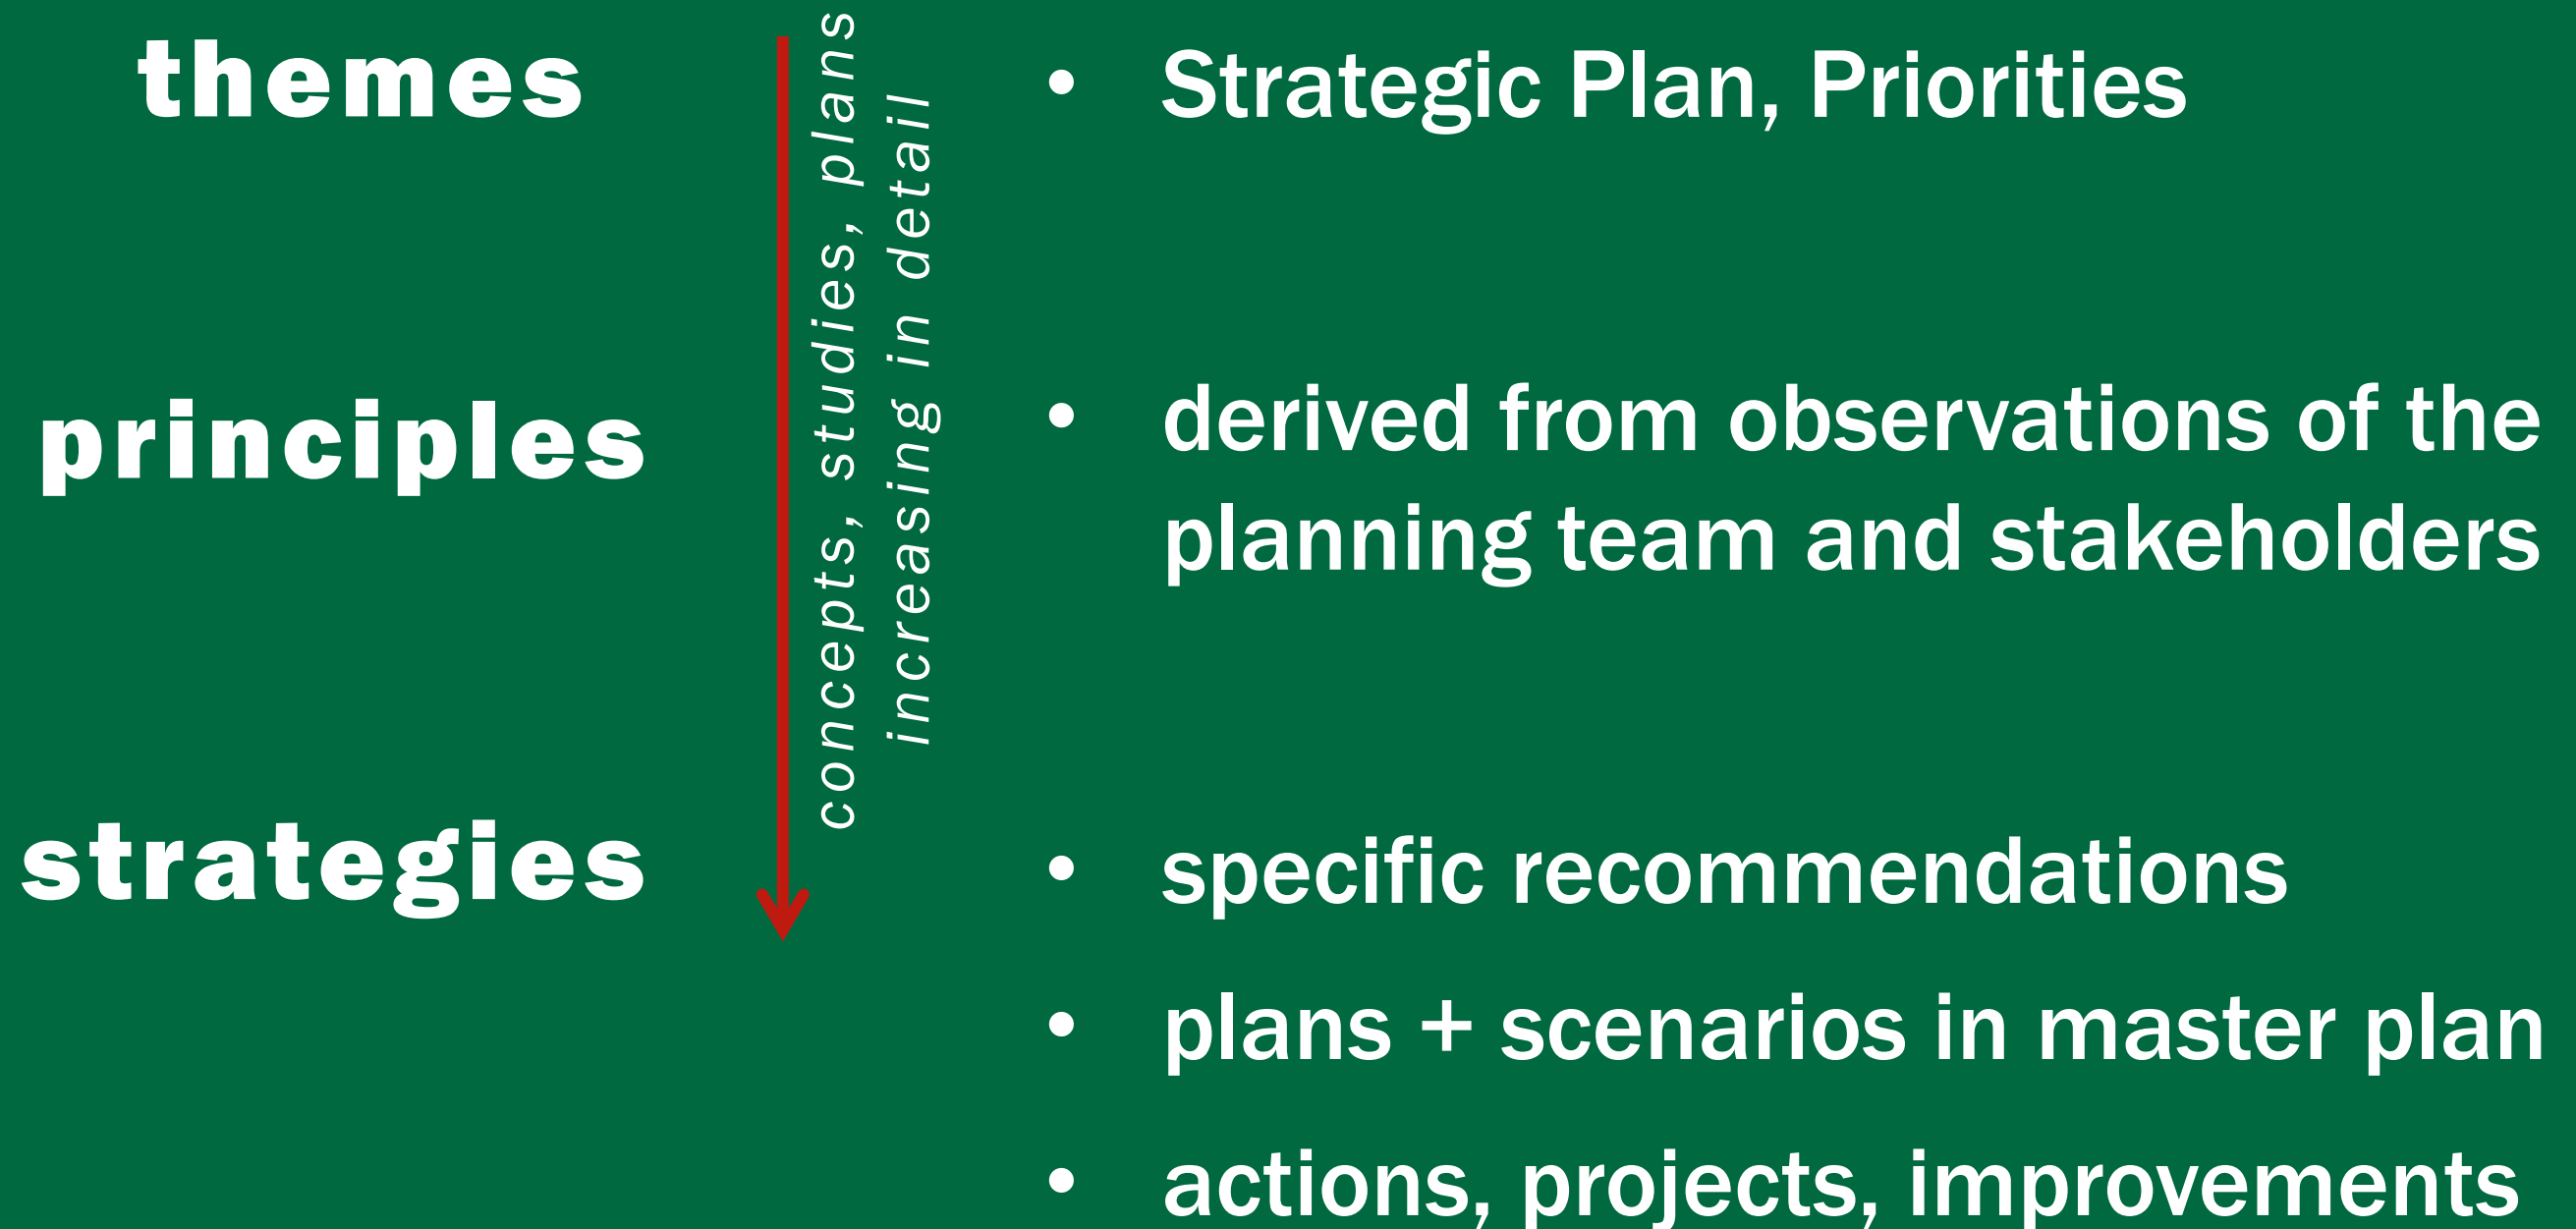 themes
principles
strategies
concepts, studies, plans
increasing in detail
• Strategic Plan, Priorities
• derived from observations of the
planning team and stakeholders
• specific recommendations
• plans + scenarios in master plan
• actions, projects, improvements